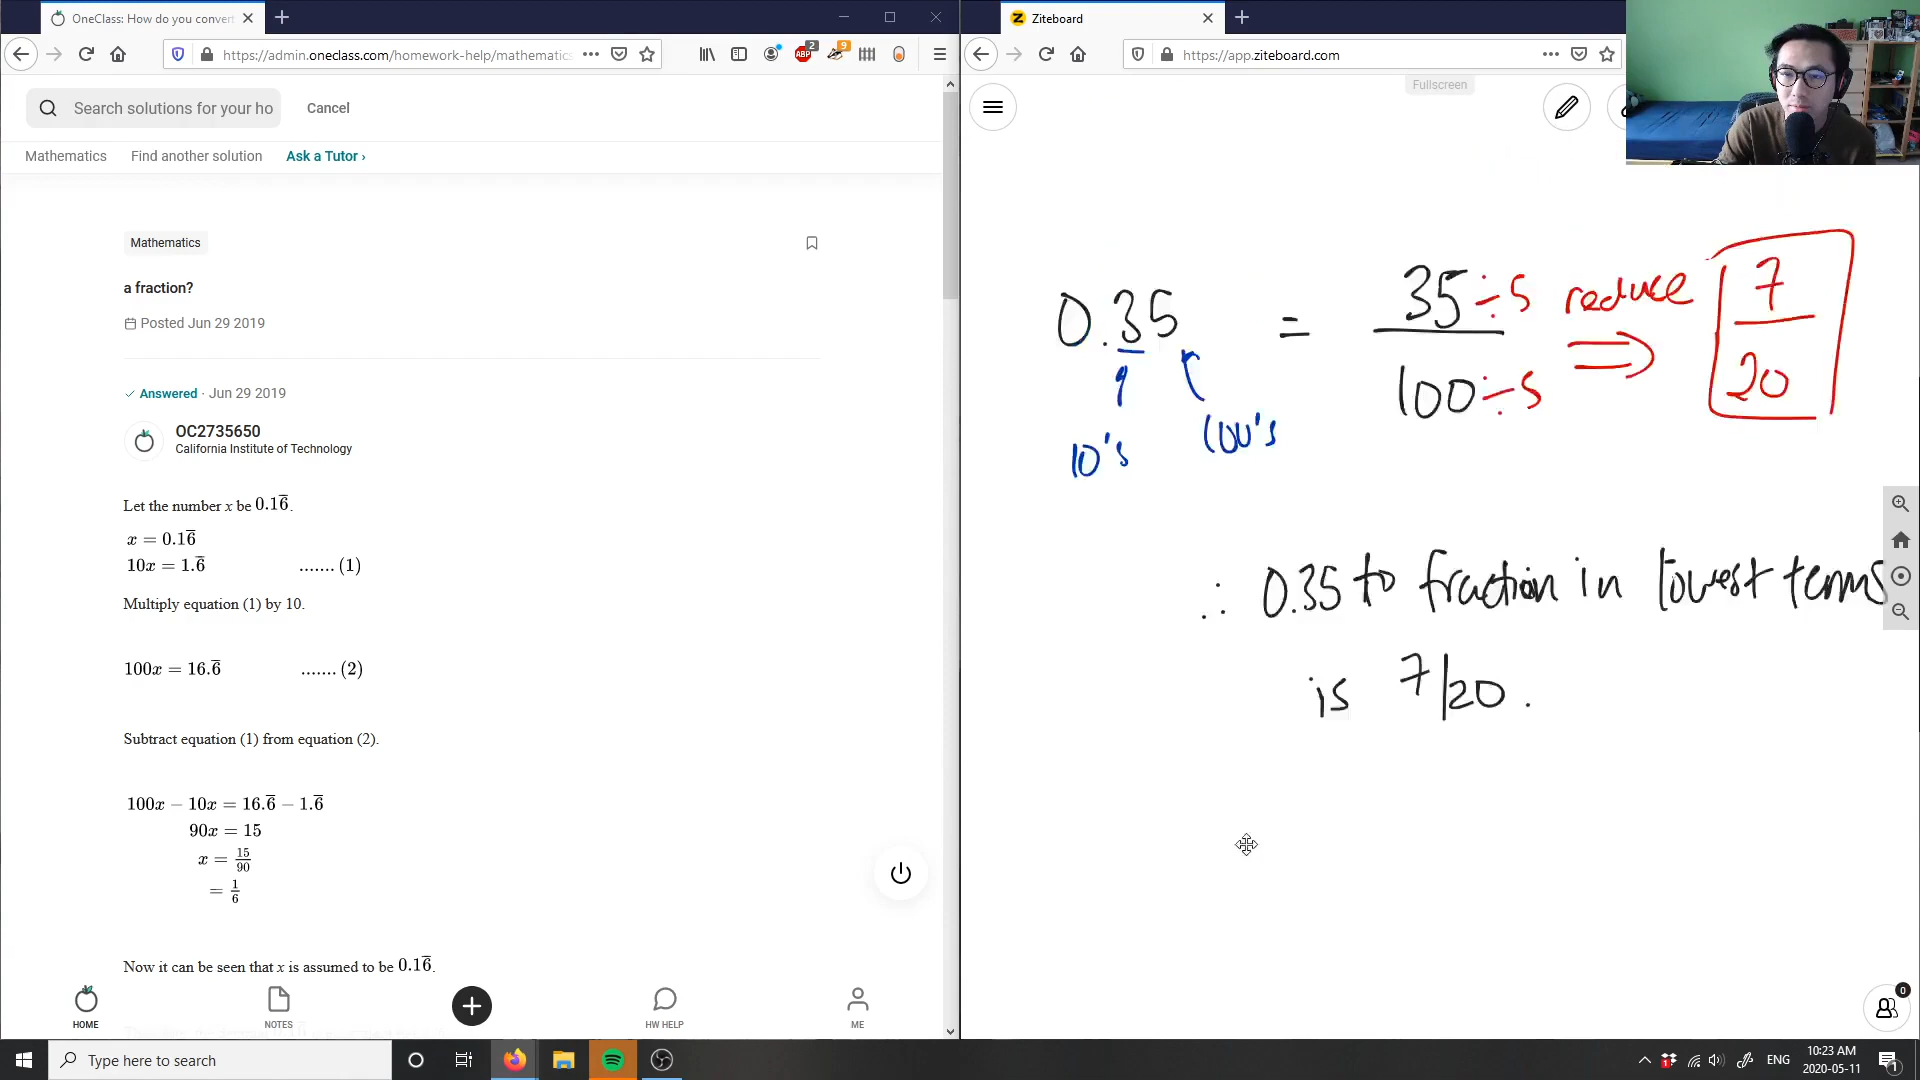 OneClass: How do you convert
https://admin.oneclass.com/homework-help/mathematics
2
9
Search solutions for your ho
Cancel
Mathematics
Find another solution
Ask a Tutor ›
Mathematics
a fraction?
Posted Jun 29 2019
✓ Answered · Jun 29 2019
OC2735650
California Institute of Technology
Let the number x be 0.16̅.
x = 0.16̅
10x = 1.6̅ ....... (1)
Multiply equation (1) by 10.
100x = 16.6̅ ....... (2)
Subtract equation (1) from equation (2).
100x − 10x = 16.6̅ − 1.6̅
90x = 15
x = 15/90
= 1/6
Now it can be seen that x is assumed to be 0.16̅.
HOME
NOTES
HW HELP
ME
Ziteboard
https://app.ziteboard.com
Fullscreen
0.35 = 35÷5 / 100÷5 reduce ⇒ 7/20
10's
100's
∴ 0.35 to fraction in lowest terms
is 7/20.
0
Type here to search
ENG
10:23 AM
2020-05-11
1